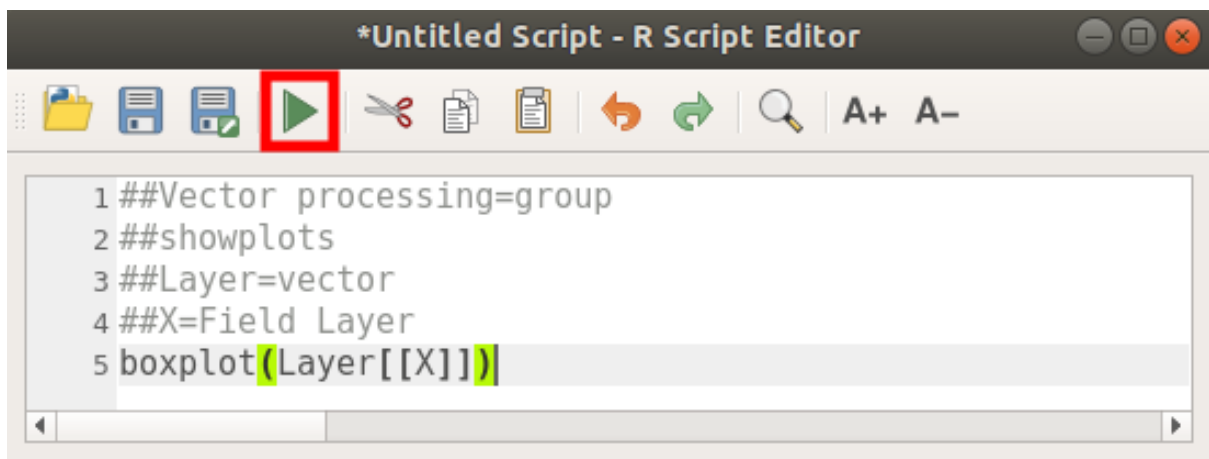 *Untitled Script - R Script Editor
A+ A-
1 ##Vector processing=group
2 ##showplots
3 ##Layer=vector
4 ##X=Field Layer
5 boxplot(Layer[[X]])